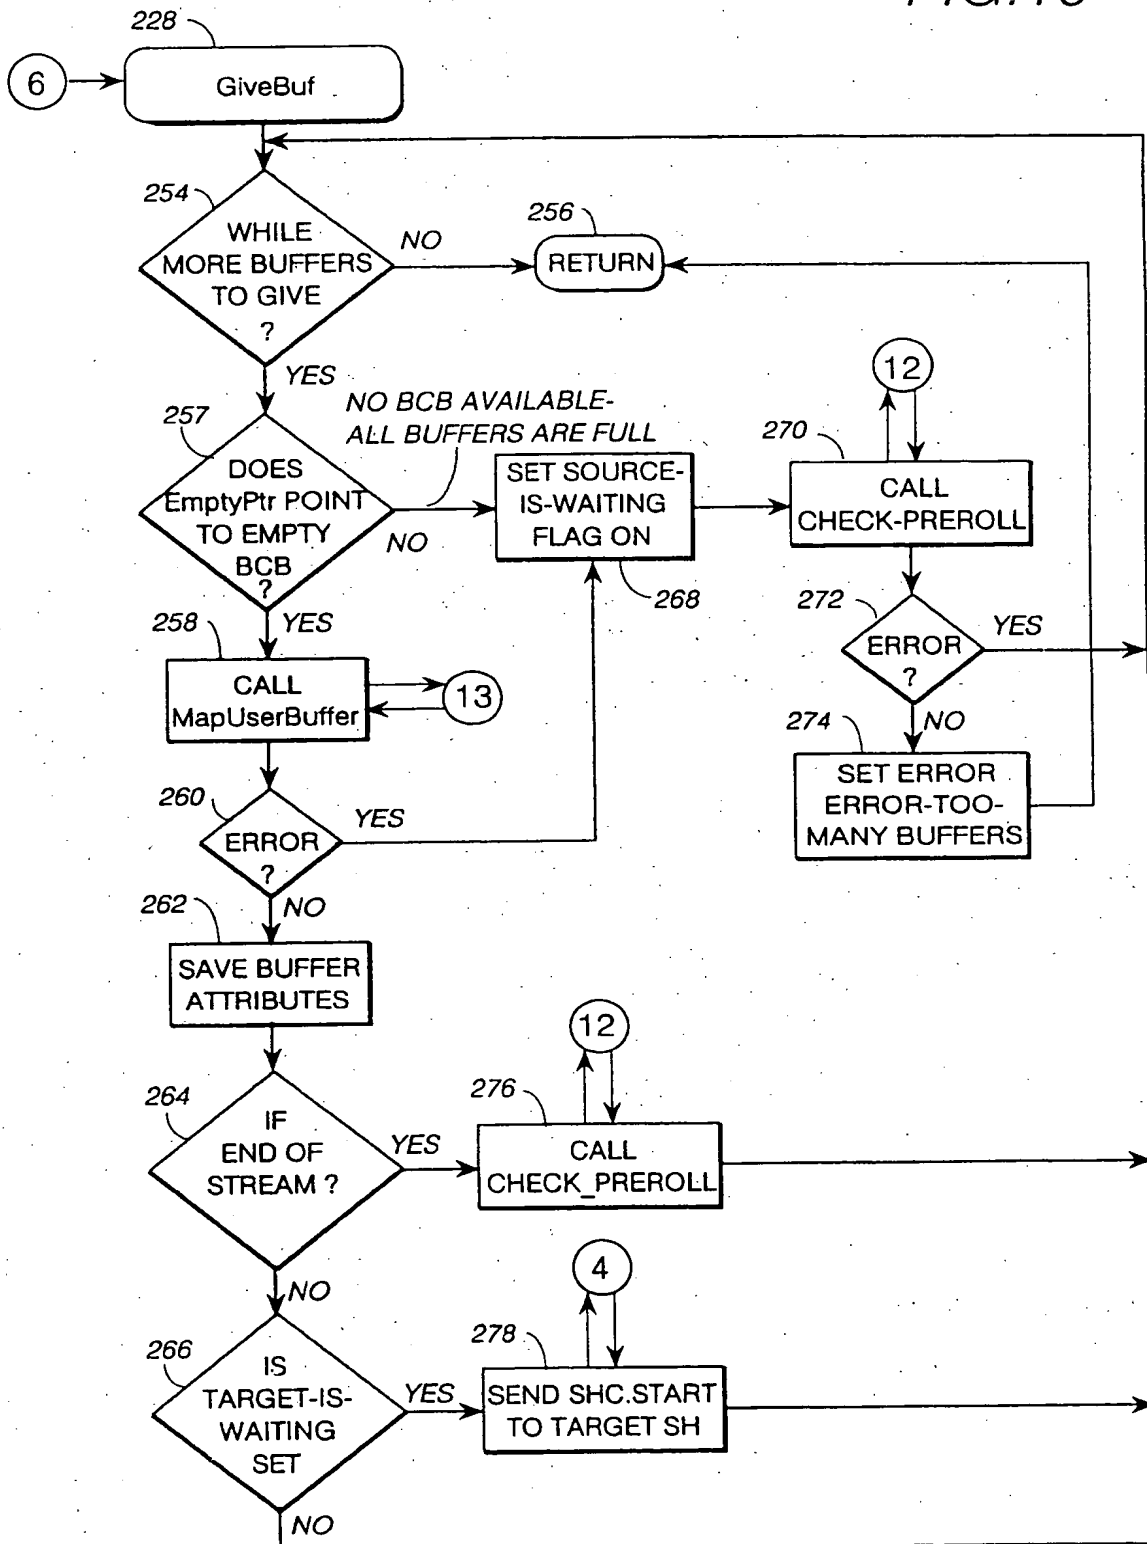 228
6
GiveBuf
254
WHILE
MORE BUFFERS
TO GIVE
?
NO
256
RETURN
YES
257
DOES
EmptyPtr POINT
TO EMPTY
BCB
?
NO BCB AVAILABLE-
ALL BUFFERS ARE FULL
NO
SET SOURCE-
IS-WAITING
FLAG ON
268
12
270
CALL
CHECK-PREROLL
272
ERROR
?
YES
NO
274
SET ERROR
ERROR-TOO-
MANY BUFFERS
YES
258
CALL
MapUserBuffer
13
260
ERROR
?
YES
NO
262
SAVE BUFFER
ATTRIBUTES
264
IF
END OF
STREAM ?
YES
12
276
CALL
CHECK_PREROLL
NO
266
IS
TARGET-IS-
WAITING
SET
YES
4
278
SEND SHC.START
TO TARGET SH
NO